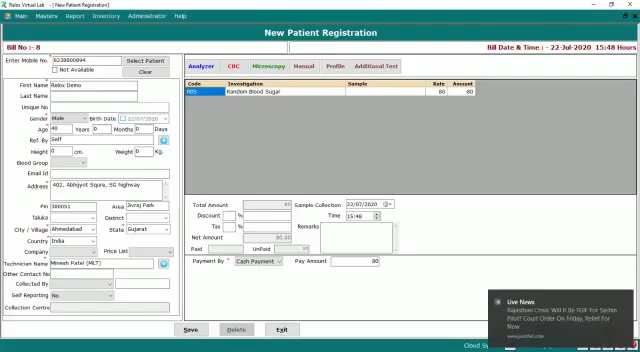 Relox Virtual Lab - [New Patient Registration]
Main Masters Report Inventory Administrator Help
New Patient Registration
Bill No : - 8
Bill Date & Time : - 22-Jul-2020 15:48 Hours
Enter Mobile No. 8238800894 Select Patient
Not Available Clear
First Name Relox Demo
Last Name
Unique No
Gender Male Birth Date 22/07/2020
Age 40 Years 0 Months 0 Days
Ref. By Self
Height 0 cm. Weight 0 Kg.
Blood Group
Email Id
Address 402, Abhijyot Squre, SG highway
Pin 380051 Area Jivraj Park
Taluka District
City / Village Ahmedabad State Gujarat
Country India
Company Price List
Technician Name Minesh Patel (MLT)
Other Contact No
Collected By
Self Reporting No
Collection Centre
Analyzer CBC Microscopy Manual Profile Additional Test
Code Investigation Sample Rate Amount
RBS Random Blood Sugar 80 80
Total Amount 80 Sample Collection 22/07/2020
Discount % Time 15:48
Tax % Remarks
Net Amount 80.00
Paid UnPaid
Payment By Cash Payment Pay Amount 80
Save Delete Exit
Live News
Rajasthan Crisis: Will It Be Tuff For Sachin
Pilot? Court Order On Friday, Relief For
Now
Cloud Sy